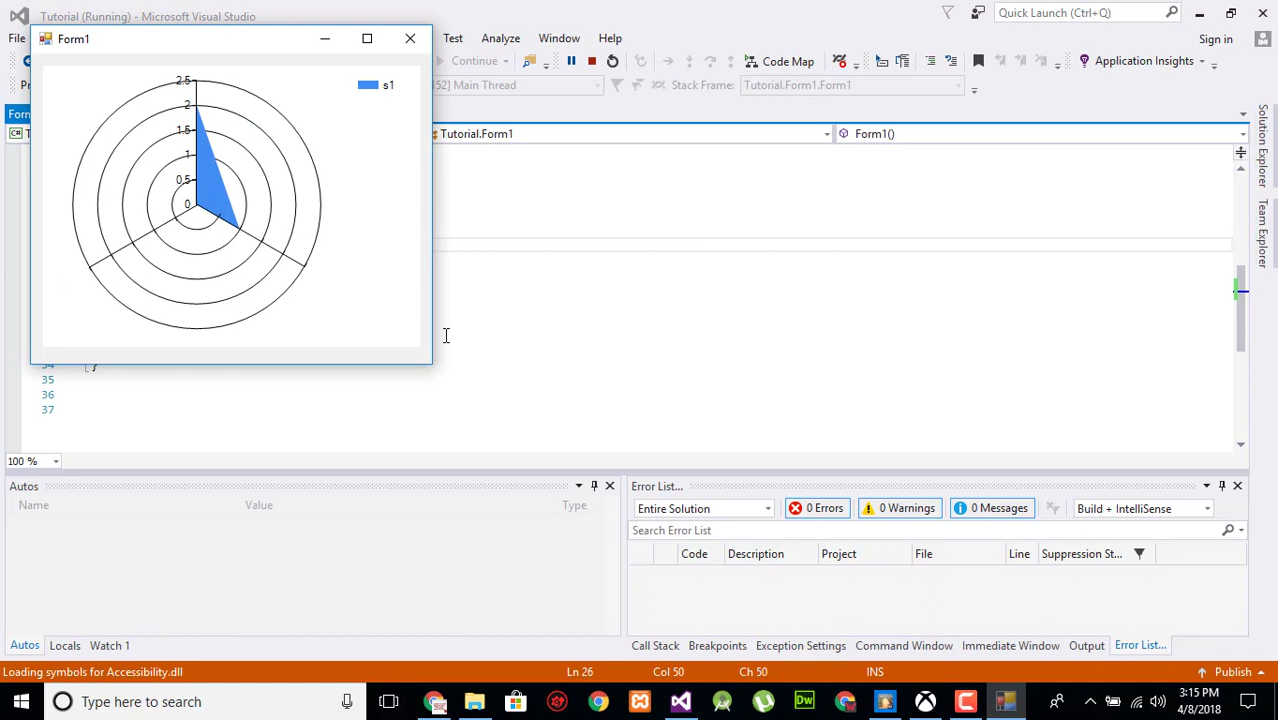 Tutorial (Running) - Microsoft Visual Studio
Quick Launch (Ctrl+Q)
Form1
File
Test
Analyze
Window
Help
Sign in
Continue
Code Map
Application Insights
Main Thread
Stack Frame:
Tutorial.Form1.Form1
Tutorial.Form1
Form1()
2.5
2
1.5
1
0.5
0
s1
Solution Explorer
Team Explorer
34
35
36
37
}
100 %
Autos
Name
Value
Type
Error List...
Entire Solution
0 Errors
0 Warnings
0 Messages
Build + IntelliSense
Search Error List
Code
Description
Project
File
Line
Suppression St...
Autos
Locals
Watch 1
Call Stack
Breakpoints
Exception Settings
Command Window
Immediate Window
Output
Error List...
Loading symbols for Accessibility.dll
Ln 26
Col 50
Ch 50
INS
Publish
Type here to search
Dw
3:15 PM
4/8/2018